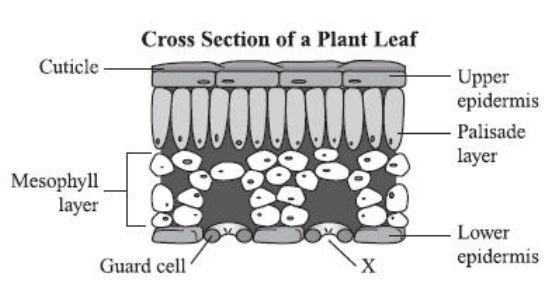 Cross Section of a Plant Leaf
Cuticle
Upper
epidermis
Palisade
layer
Mesophyll
layer
Lower
epidermis
Guard cell
X